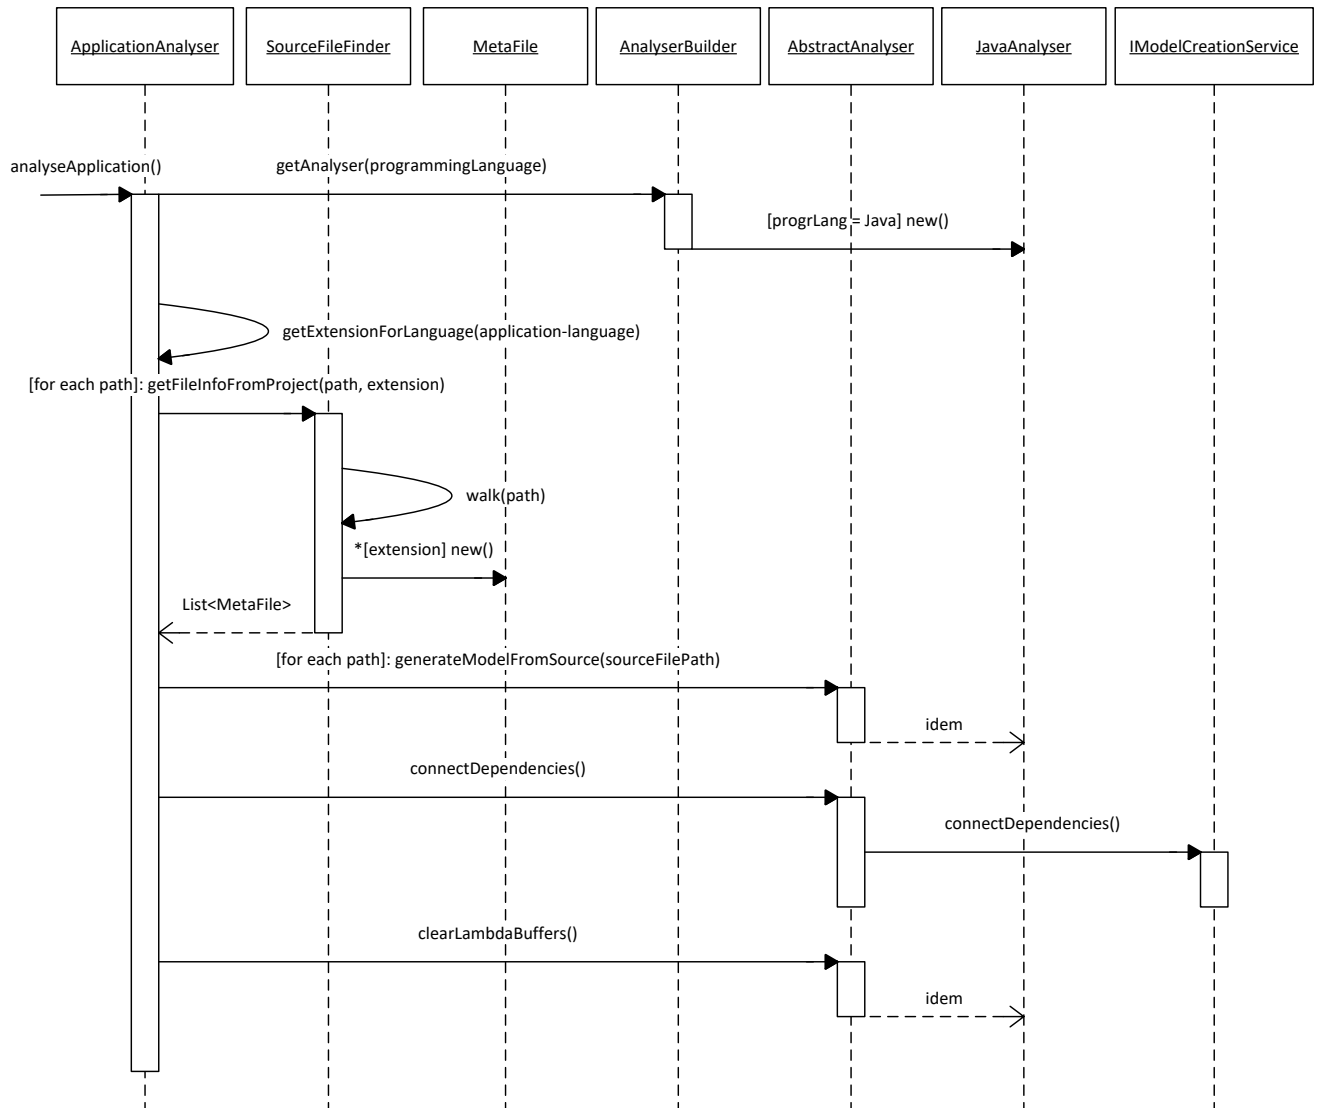 ApplicationAnalyser
SourceFileFinder
MetaFile
AnalyserBuilder
AbstractAnalyser
JavaAnalyser
IModelCreationService
analyseApplication()
getAnalyser(programmingLanguage)
[progrLang = Java] new()
getExtensionForLanguage(application-language)
[for each path]: getFileInfoFromProject(path, extension)
walk(path)
*[extension] new()
List<MetaFile>
[for each path]: generateModelFromSource(sourceFilePath)
idem
connectDependencies()
connectDependencies()
clearLambdaBuffers()
idem